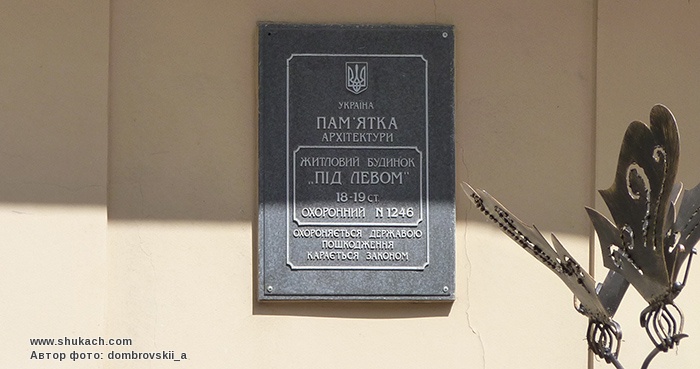 УКРАЇНА
ПАМ'ЯТКА
АРХІТЕКТУРИ
ЖИТЛОВИЙ БУДИНОК
„ПІД ЛЕВОМ"
18-19 СТ
ОХОРОННИЙ N 1246
ОХОРОНЯЄТЬСЯ ДЕРЖАВОЮ
ПОШКОДЖЕННЯ
КАРАЄТЬСЯ ЗАКОНОМ
www.shukach.com
Автор фото: dombrovskii_a